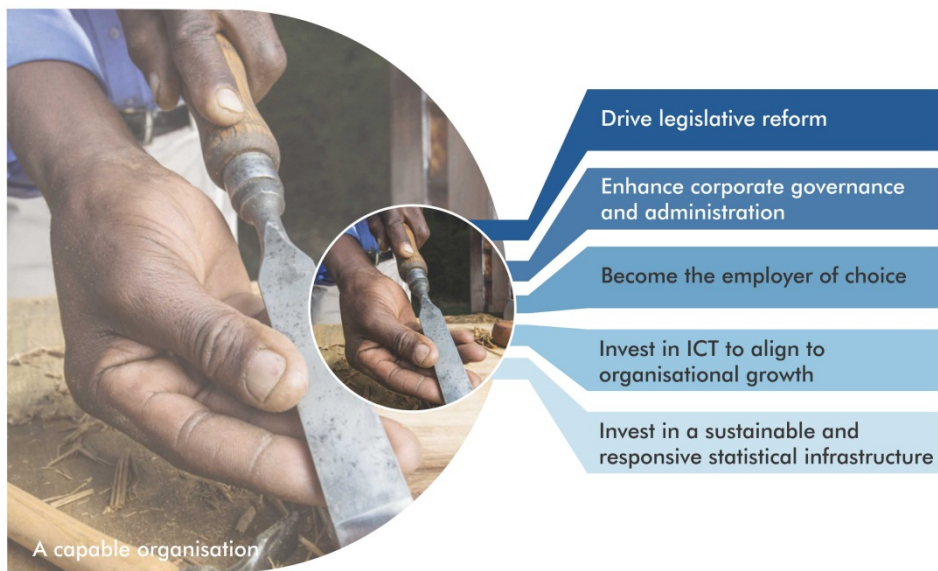 Drive legislative reform
Enhance corporate governance
and administration
Become the employer of choice
Invest in ICT to align to
organisational growth
Invest in a sustainable and
responsive statistical infrastructure
A capable organisation